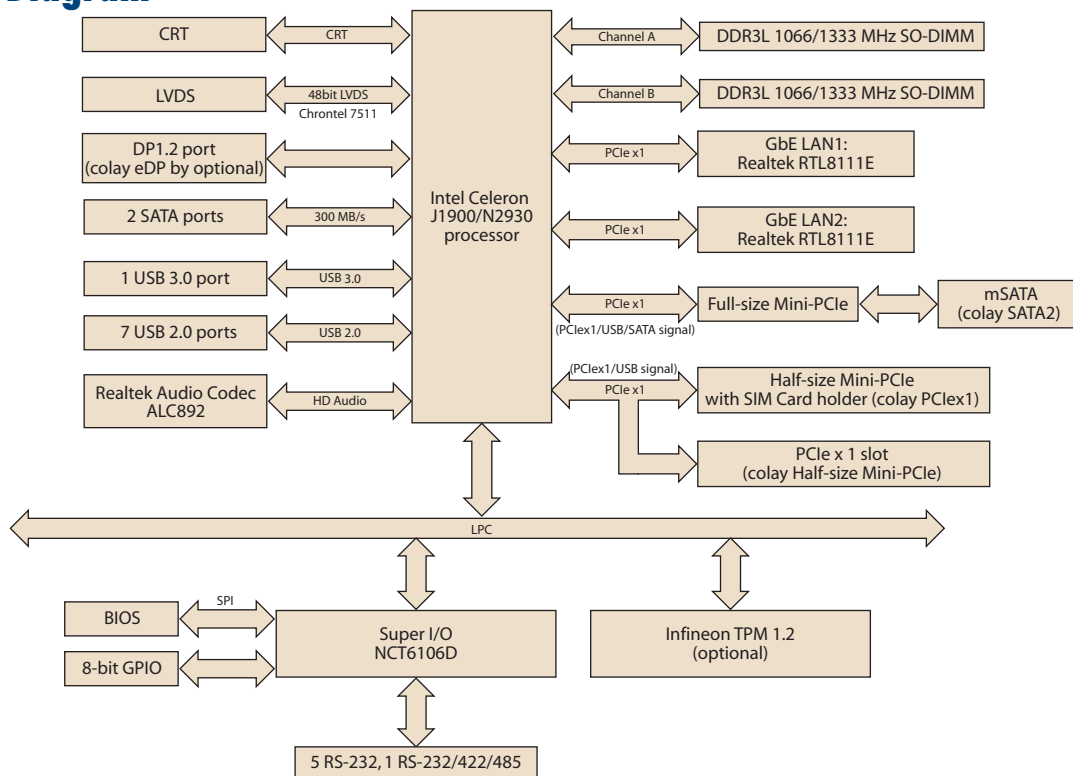 Diagram
CRT
CRT
Channel A
DDR3L 1066/1333 MHz SO-DIMM
LVDS
48bit LVDS
Chrontel 7511
Channel B
DDR3L 1066/1333 MHz SO-DIMM
DP1.2 port
(colay eDP by optional)
PCIe x1
GbE LAN1:
Realtek RTL8111E
Intel Celeron
J1900/N2930
processor
2 SATA ports
300 MB/s
PCIe x1
GbE LAN2:
Realtek RTL8111E
1 USB 3.0 port
USB 3.0
PCIe x1
(PCIex1/USB/SATA signal)
Full-size Mini-PCIe
mSATA
(colay SATA2)
7 USB 2.0 ports
USB 2.0
Realtek Audio Codec
ALC892
HD Audio
(PCIex1/USB signal)
PCIe x1
Half-size Mini-PCIe
with SIM Card holder (colay PCIex1)
PCIe x 1 slot
(colay Half-size Mini-PCIe)
LPC
BIOS
SPI
8-bit GPIO
Super I/O
NCT6106D
Infineon TPM 1.2
(optional)
5 RS-232, 1 RS-232/422/485